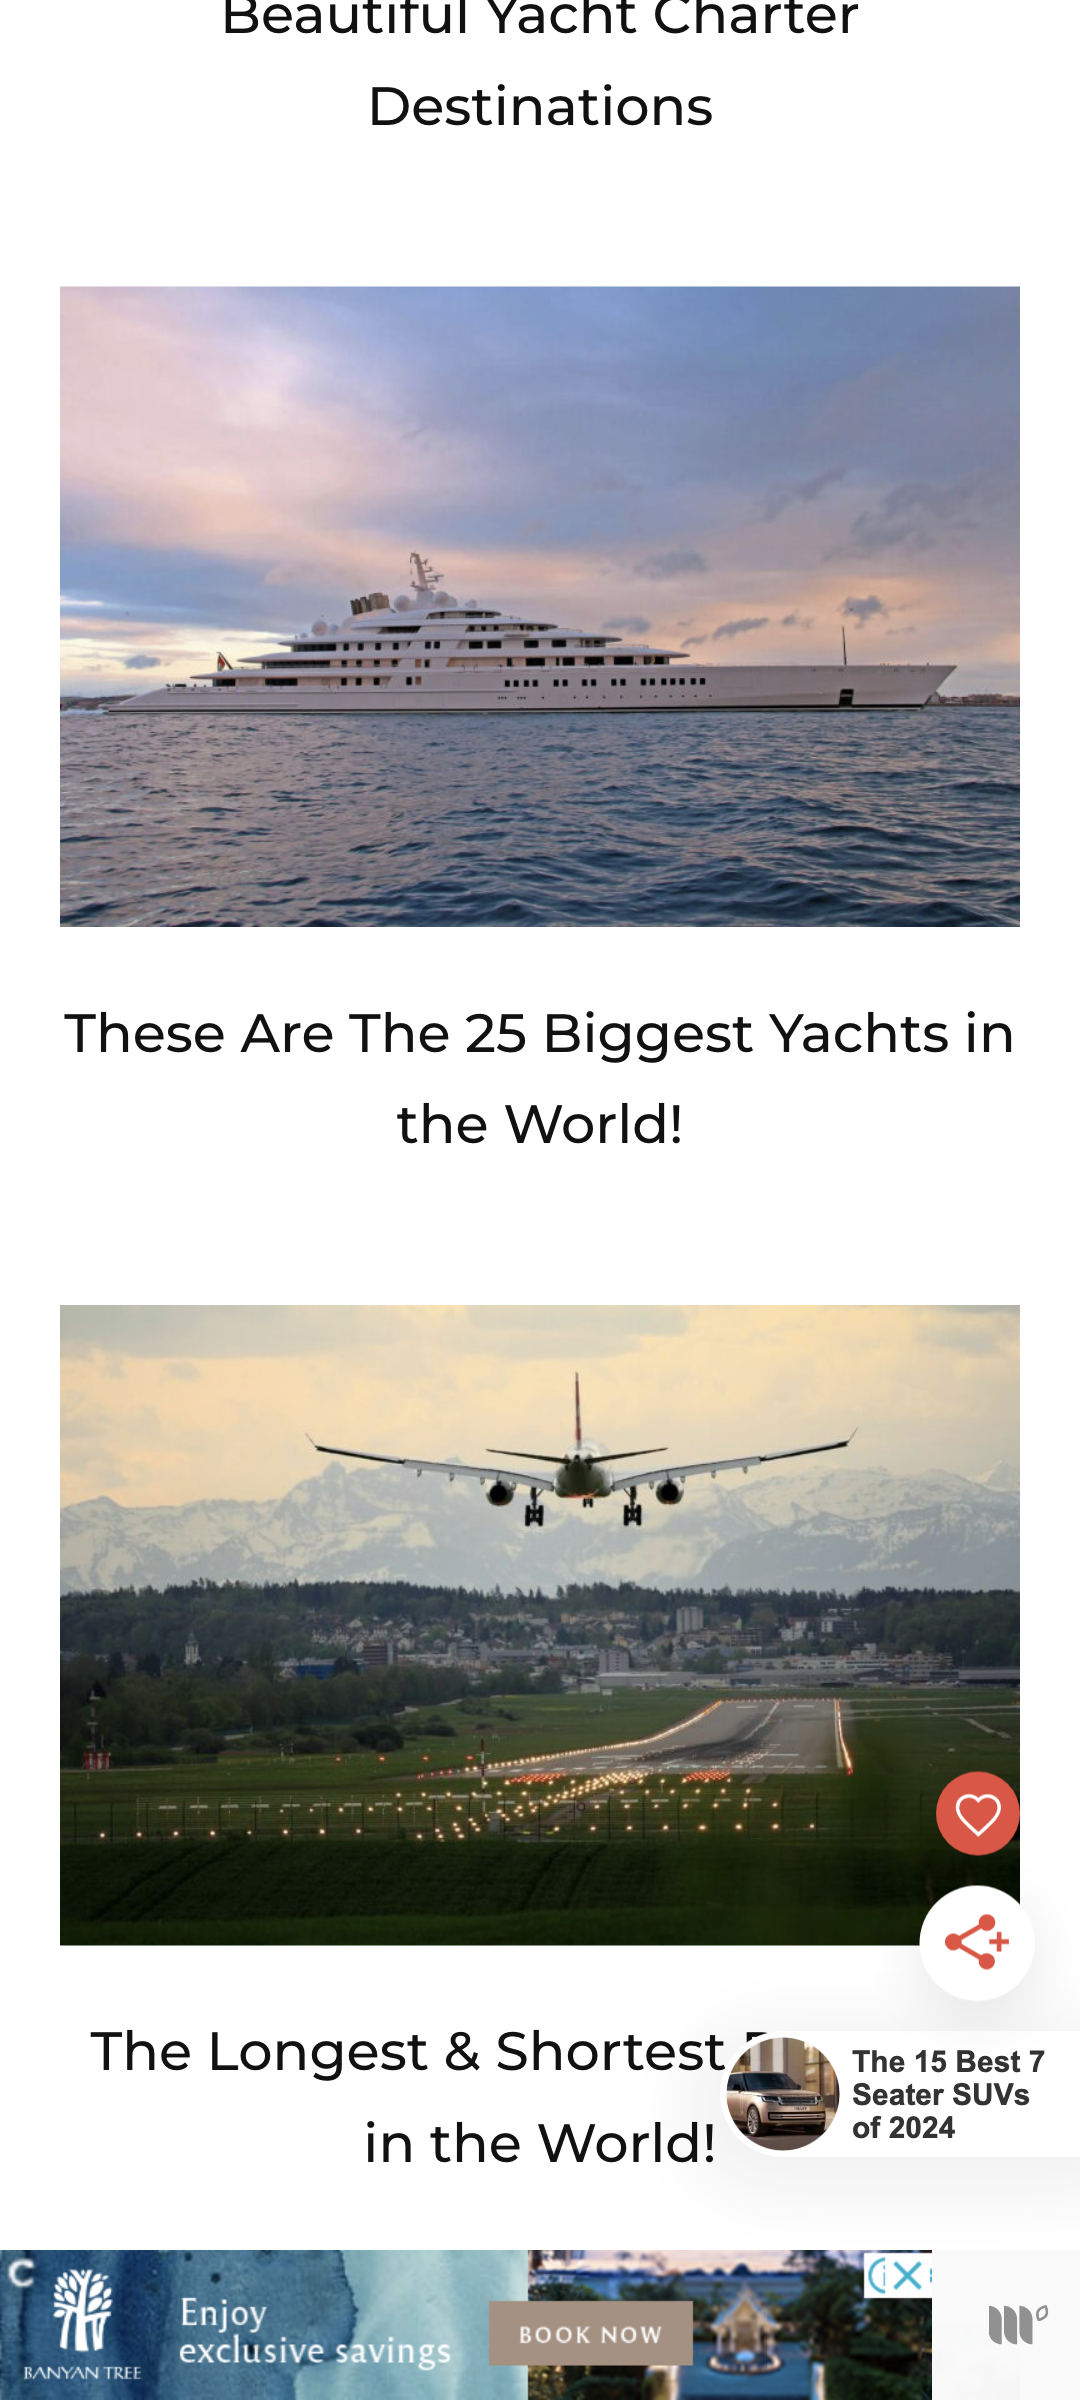 Beautiful Yacht Charter
Destinations
These Are The 25 Biggest Yachts in
the World!
The Longest & Shortest
in the World!
The 15 Best 7
Seater SUVs
of 2024
Enjoy
exclusive savings
BANYAN TREE
BOOK NOW